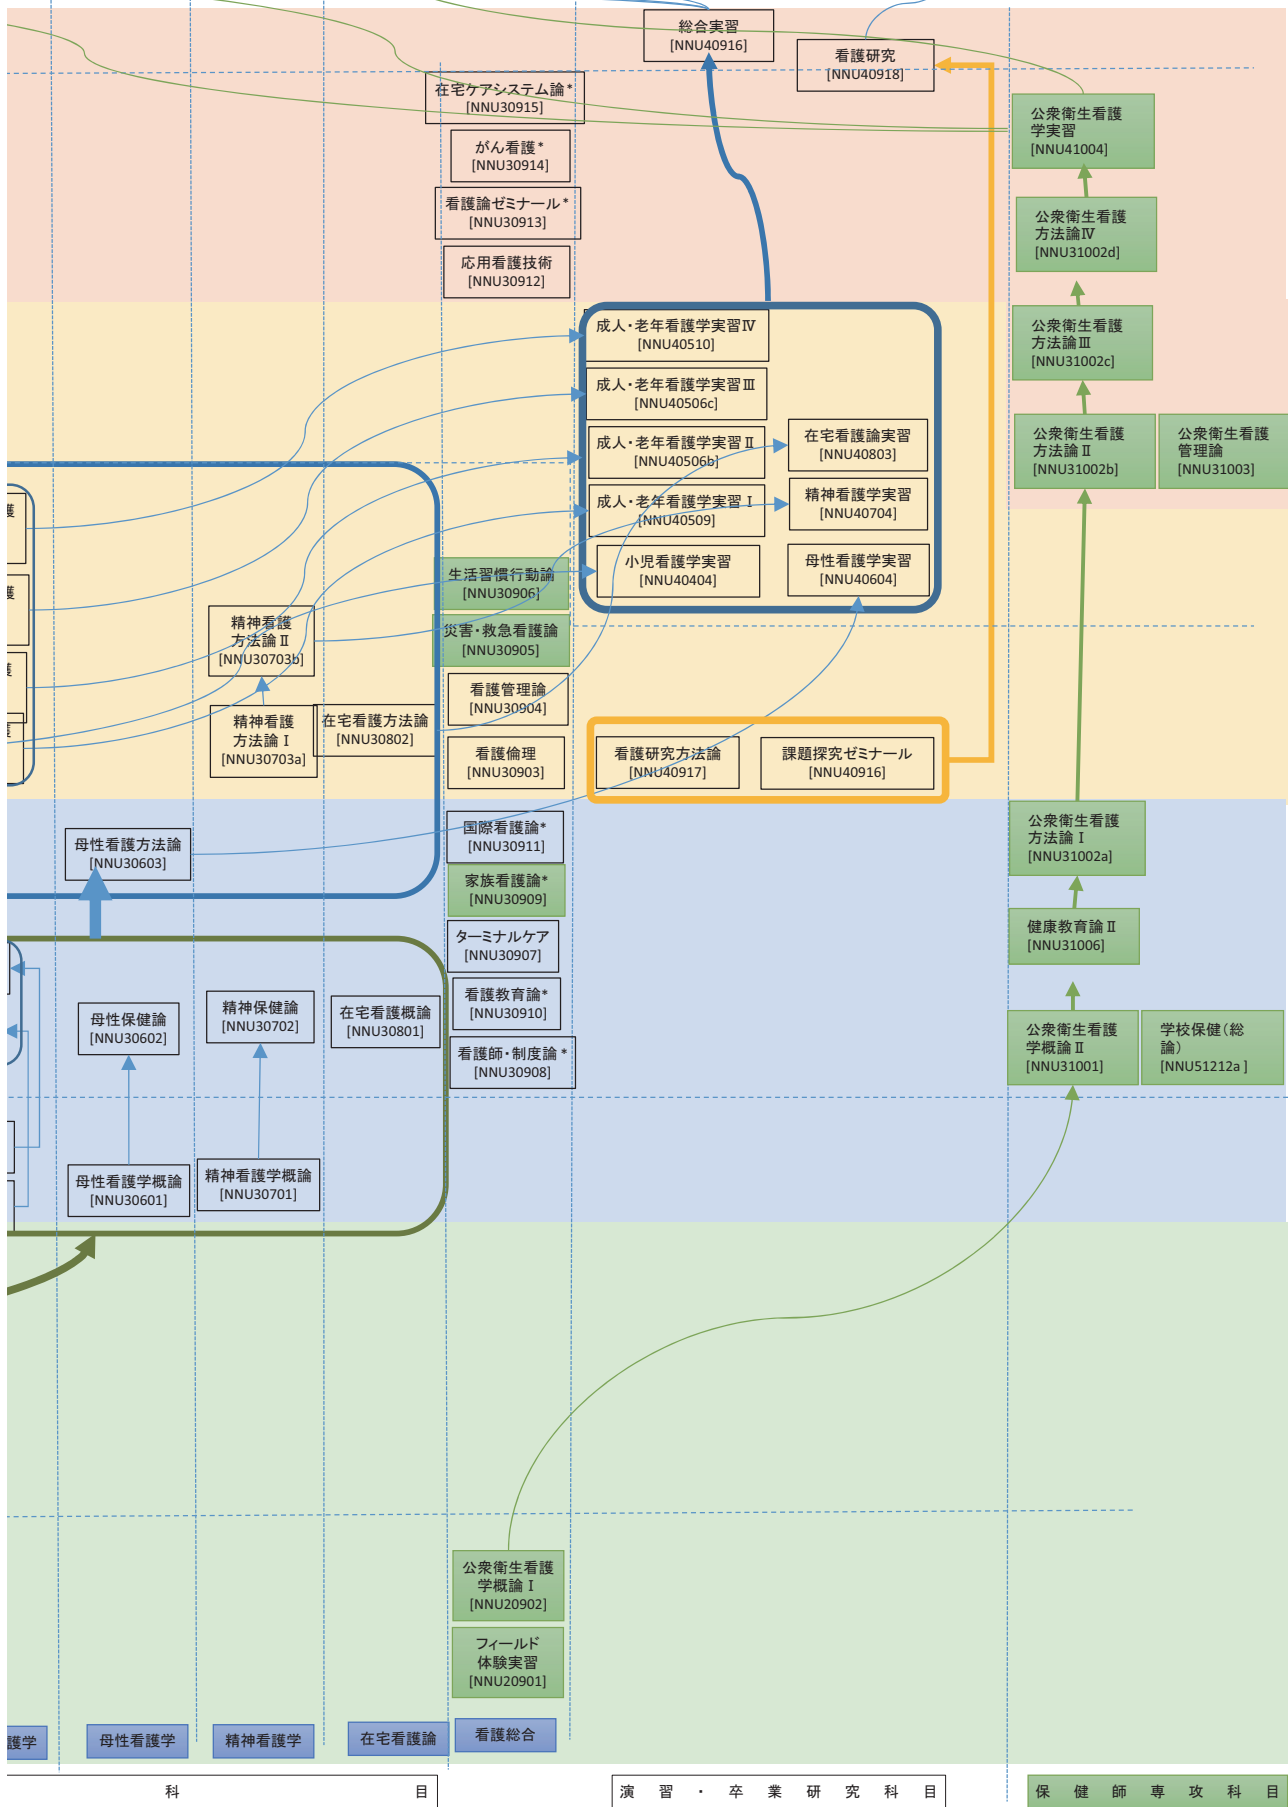 総合実習
[NNU40916]
看護研究
[NNU40918]
在宅ケアシステム論*
[NNU30915]
がん看護*
[NNU30914]
看護論ゼミナール*
[NNU30913]
応用看護技術
[NNU30912]
公衆衛生看護
学実習
[NNU41004]
公衆衛生看護
方法論Ⅳ
[NNU31002d]
公衆衛生看護
方法論Ⅲ
[NNU31002c]
公衆衛生看護
方法論Ⅱ
[NNU31002b]
公衆衛生看護
管理論
[NNU31003]
成人・老年看護学実習Ⅳ
[NNU40510]
成人・老年看護学実習Ⅲ
[NNU40506c]
成人・老年看護学実習Ⅱ
[NNU40506b]
成人・老年看護学実習Ⅰ
[NNU40509]
小児看護学実習
[NNU40404]
在宅看護論実習
[NNU40803]
精神看護学実習
[NNU40704]
母性看護学実習
[NNU40604]
護
護
護
護
精神看護
方法論Ⅱ
[NNU30703b]
精神看護
方法論Ⅰ
[NNU30703a]
在宅看護方法論
[NNU30802]
生活習慣行動論
[NNU30906]
災害・救急看護論
[NNU30905]
看護管理論
[NNU30904]
看護倫理
[NNU30903]
看護研究方法論
[NNU40917]
課題探究ゼミナール
[NNU40916]
母性看護方法論
[NNU30603]
国際看護論*
[NNU30911]
家族看護論*
[NNU30909]
ターミナルケア
[NNU30907]
看護教育論*
[NNU30910]
看護師・制度論*
[NNU30908]
公衆衛生看護
方法論Ⅰ
[NNU31002a]
健康教育論Ⅱ
[NNU31006]
公衆衛生看護
学概論Ⅱ
[NNU31001]
学校保健(総
論)
[NNU51212a ]
母性保健論
[NNU30602]
精神保健論
[NNU30702]
在宅看護概論
[NNU30801]
母性看護学概論
[NNU30601]
精神看護学概論
[NNU30701]
公衆衛生看護
学概論Ⅰ
[NNU20902]
フィールド
体験実習
[NNU20901]
護学
母性看護学
精神看護学
在宅看護論
看護総合
科 目
演 習 ・ 卒 業 研 究 科 目
保 健 師 専 攻 科 目